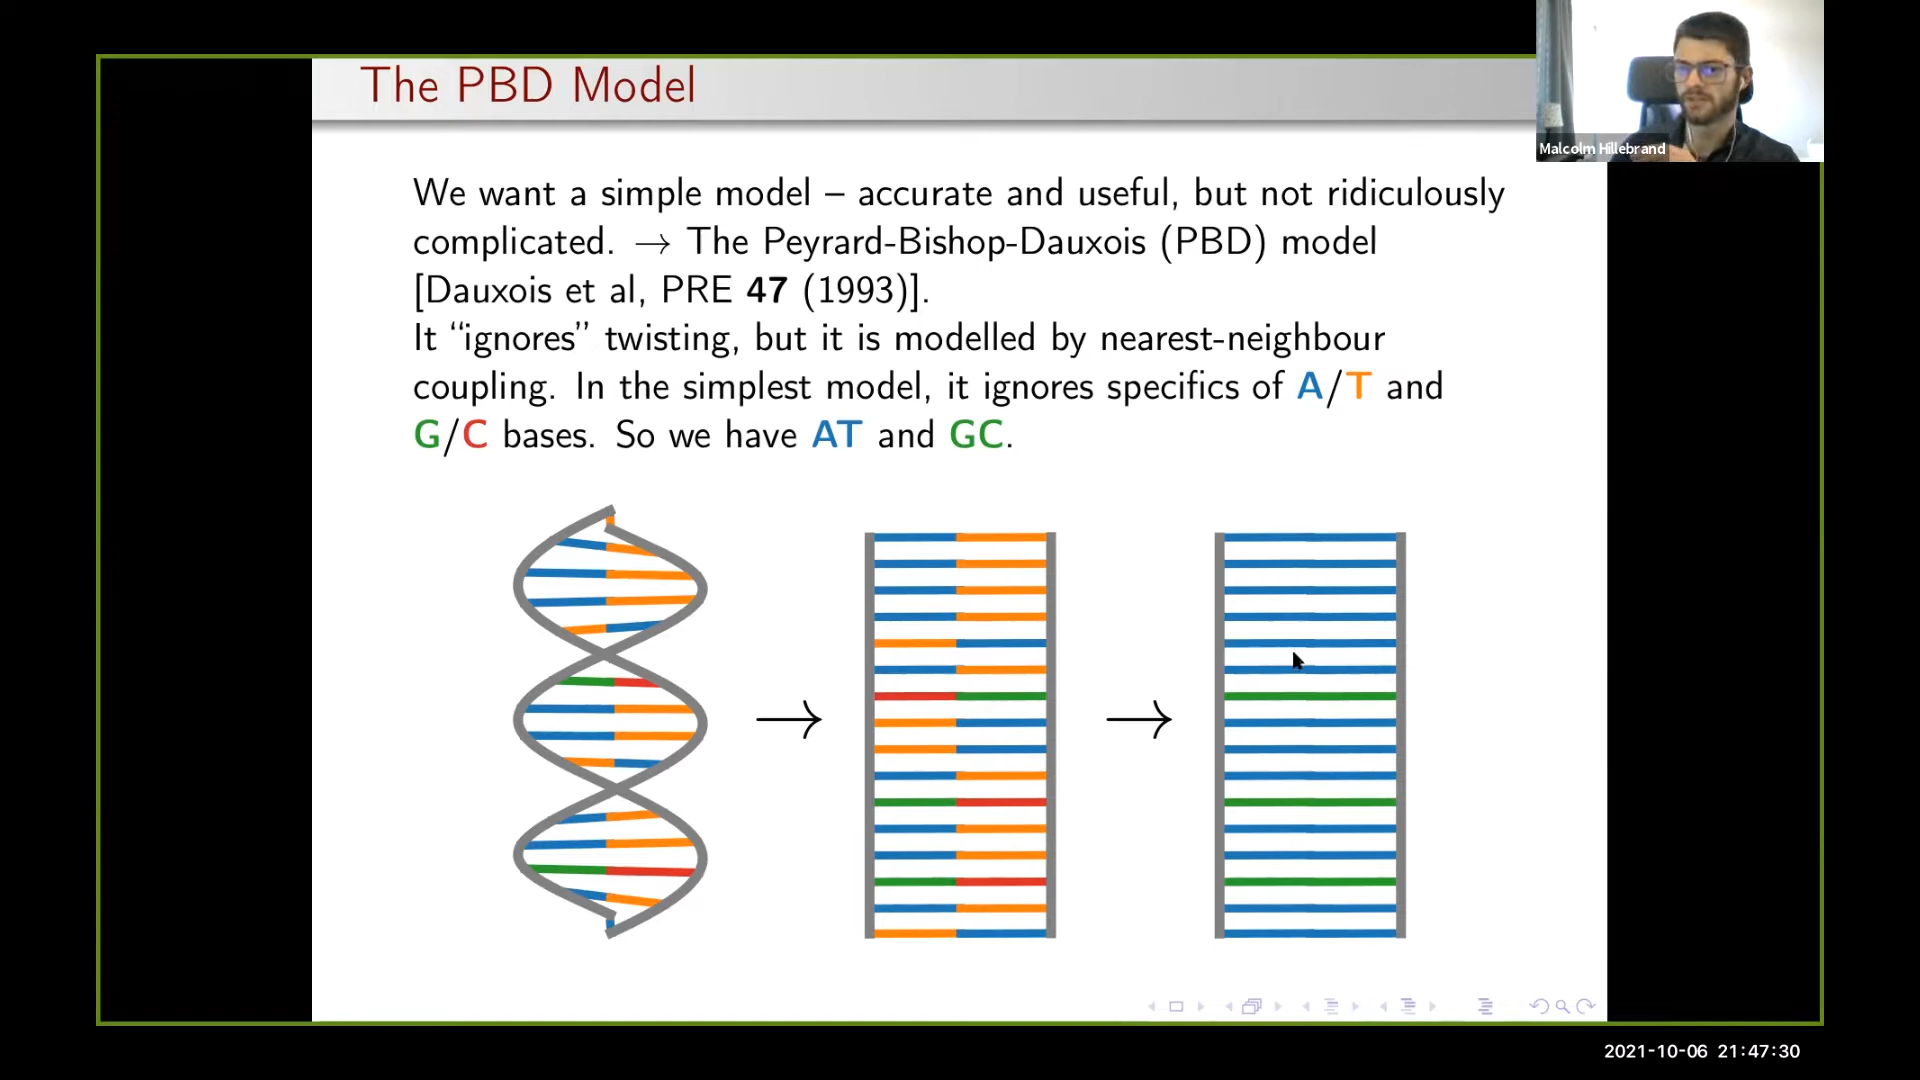 The PBD Model
Malcolm Hillebrand
We want a simple model – accurate and useful, but not ridiculously
complicated. → The Peyrard-Bishop-Dauxois (PBD) model
[Dauxois et al, PRE 47 (1993)].
It “ignores” twisting, but it is modelled by nearest-neighbour
coupling. In the simplest model, it ignores specifics of A/T and
G/C bases. So we have AT and GC.
2021-10-06 21:47:30